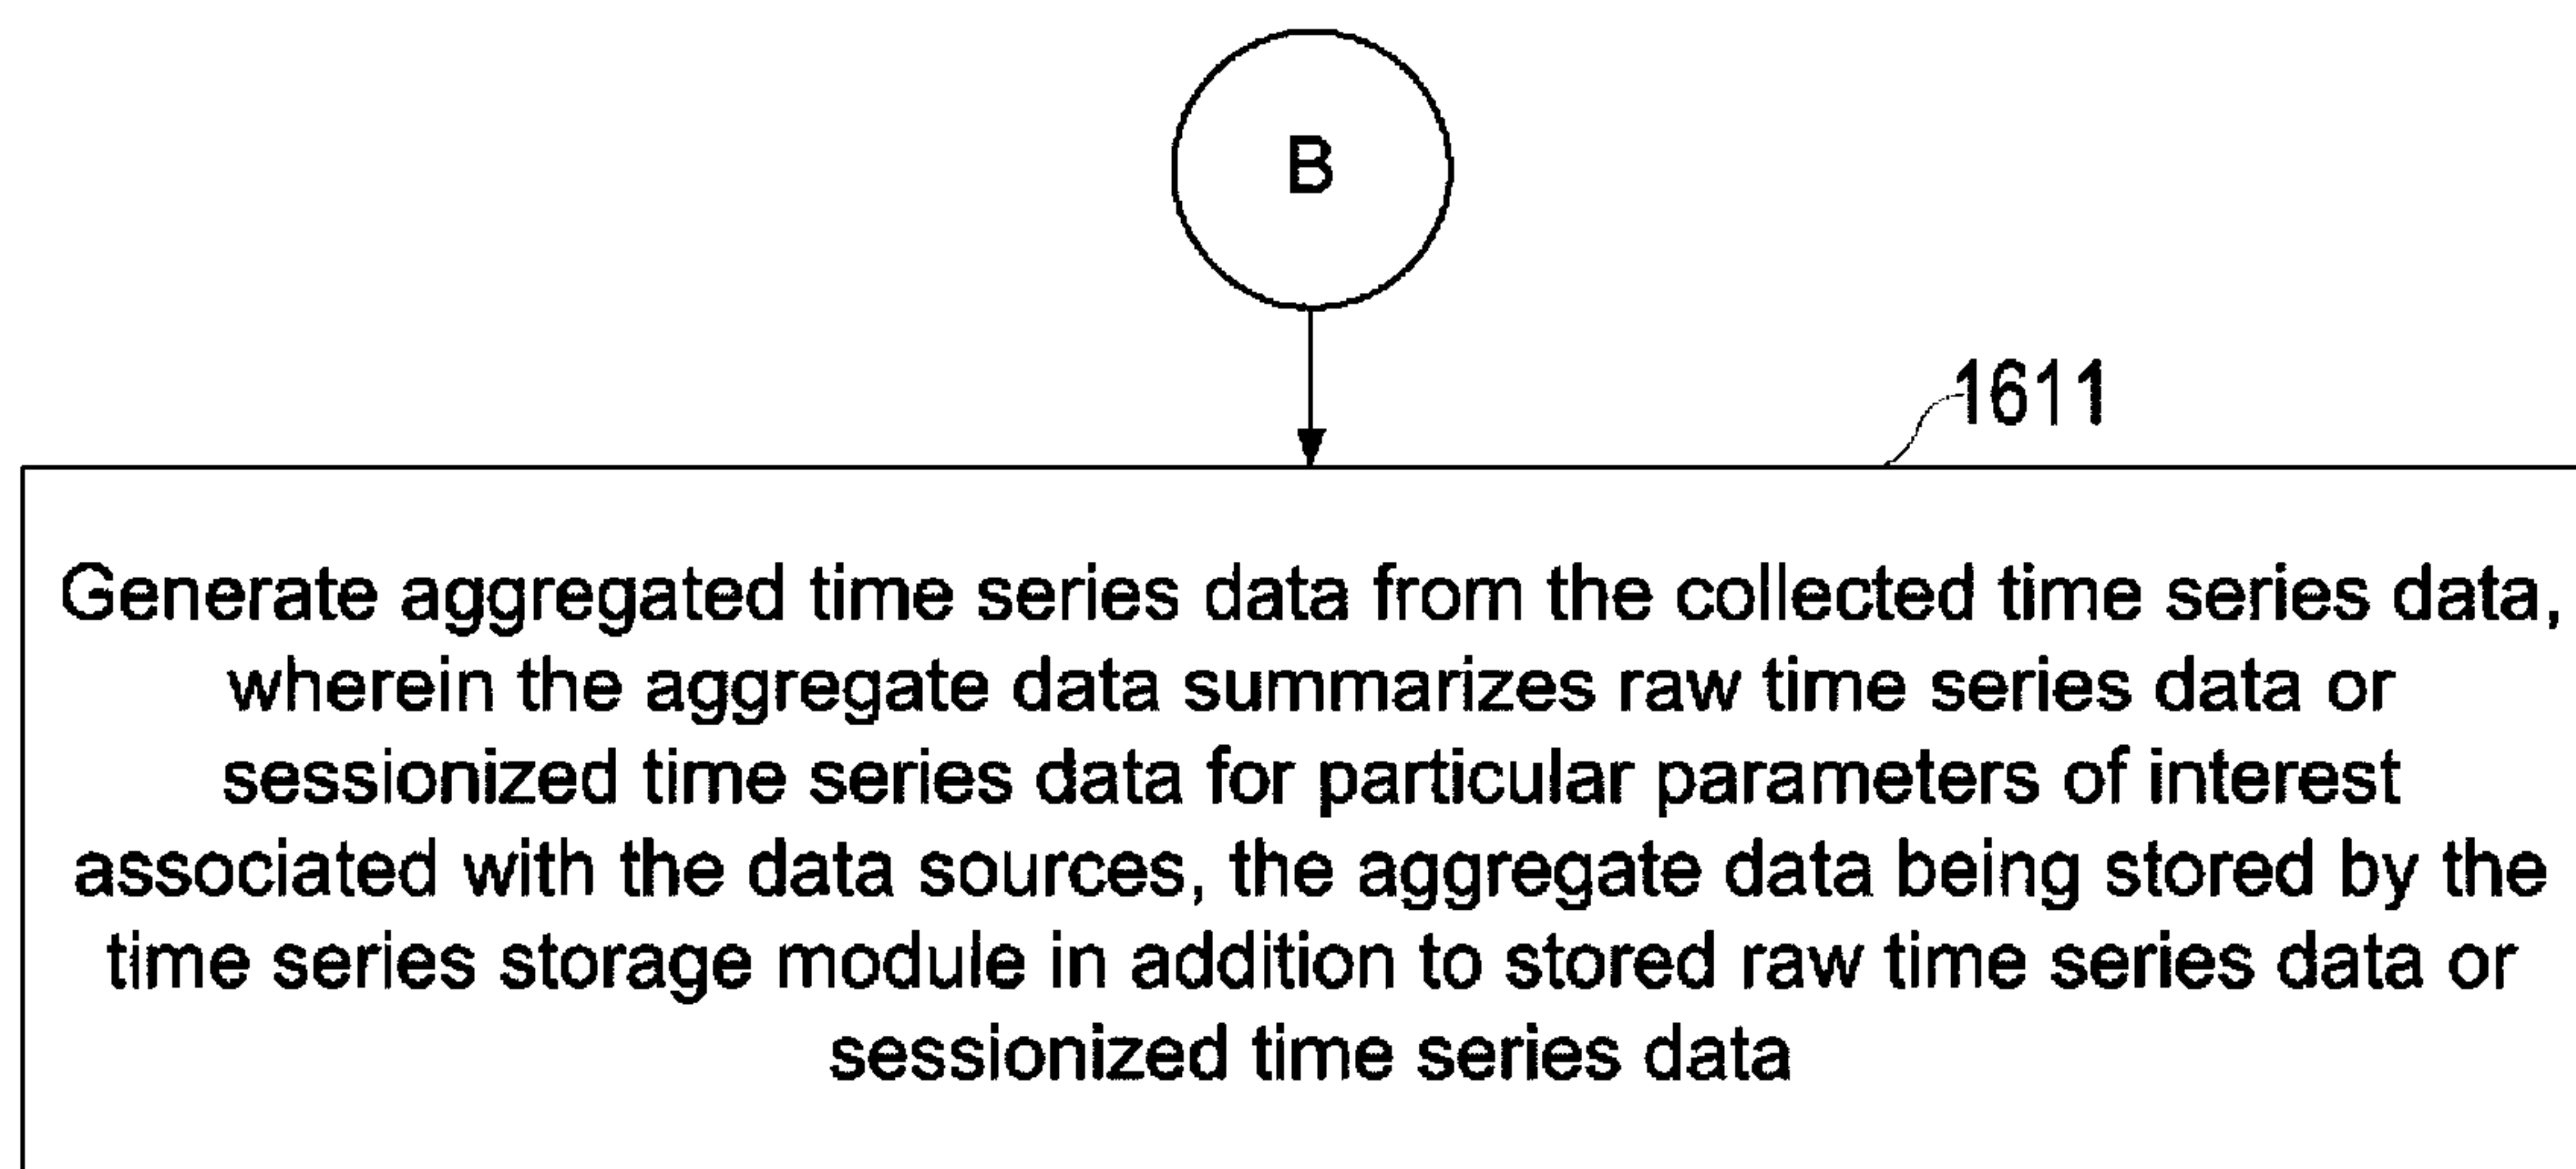 B
1611
Generate aggregated time series data from the collected time series data,
wherein the aggregate data summarizes raw time series data or
sessionized time series data for particular parameters of interest
associated with the data sources, the aggregate data being stored by the
time series storage module in addition to stored raw time series data or
sessionized time series data